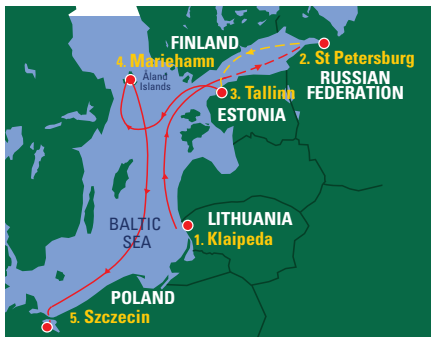 FINLAND
4. Mariehamn
Åland
Islands
2. St Petersburg
RUSSIAN
FEDERATION
3. Tallinn
ESTONIA
LITHUANIA
1. Klaipeda
BALTIC
SEA
POLAND
5. Szczecin